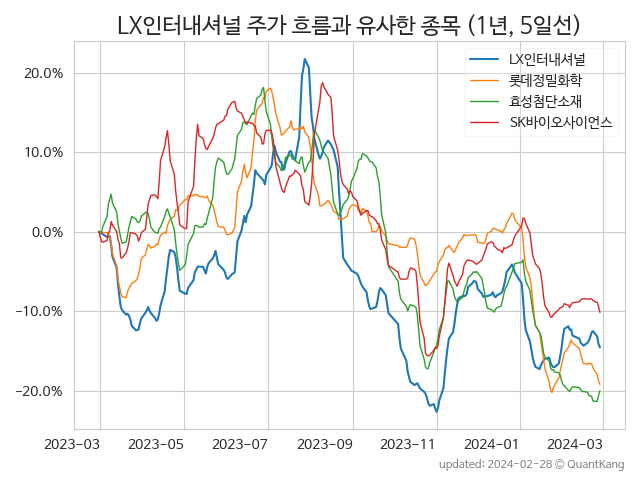 LX인터내셔널 주가 흐름과 유사한 종목 (1년, 5일선)
LX인터내셔널
롯데정밀화학
효성첨단소재
SK바이오사이언스
20.0%
10.0%
0.0%
−10.0%
−20.0%
2023-03 2023-05 2023-07 2023-09 2023-11 2024-01 2024-03
updated: 2024-02-28 ⓒ QuantKang